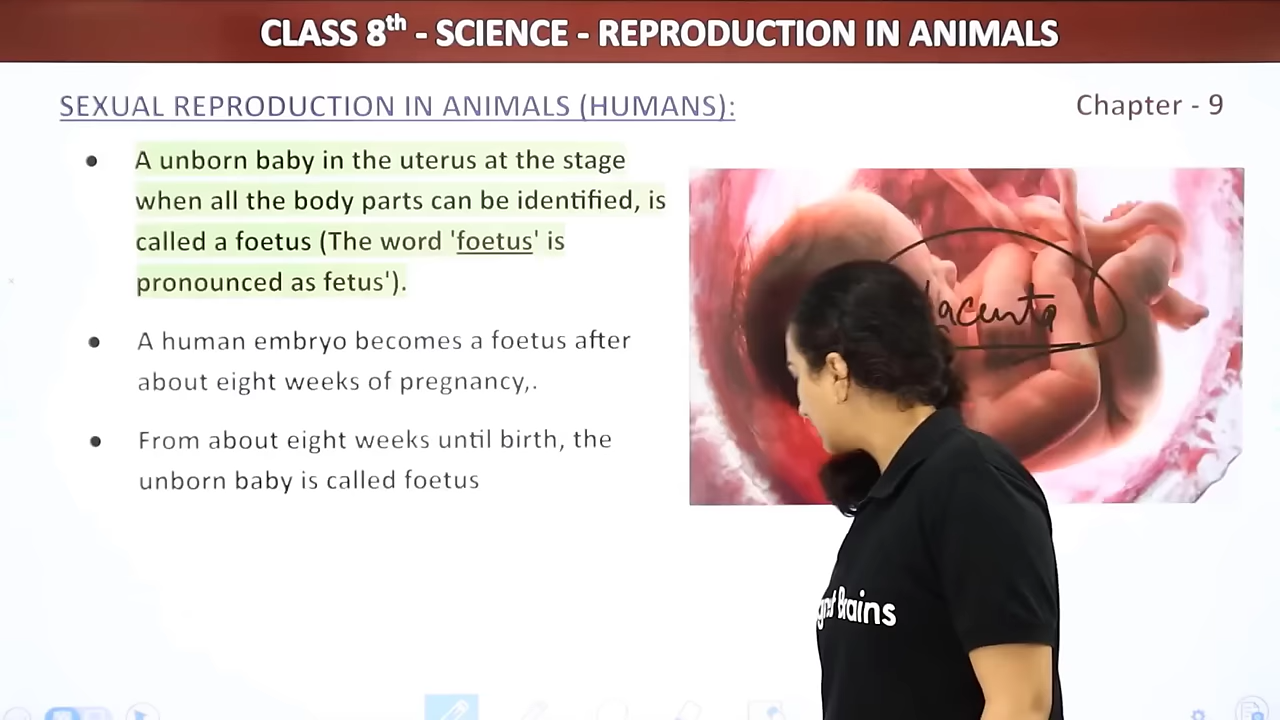 CLASS 8th - SCIENCE - REPRODUCTION IN ANIMALS
SEXUAL REPRODUCTION IN ANIMALS (HUMANS):
Chapter - 9
● A unborn baby in the uterus at the stage
when all the body parts can be identified, is
called a foetus (The word 'foetus' is
pronounced as fetus').
● A human embryo becomes a foetus after
about eight weeks of pregnancy,.
● From about eight weeks until birth, the
unborn baby is called foetus
Brains